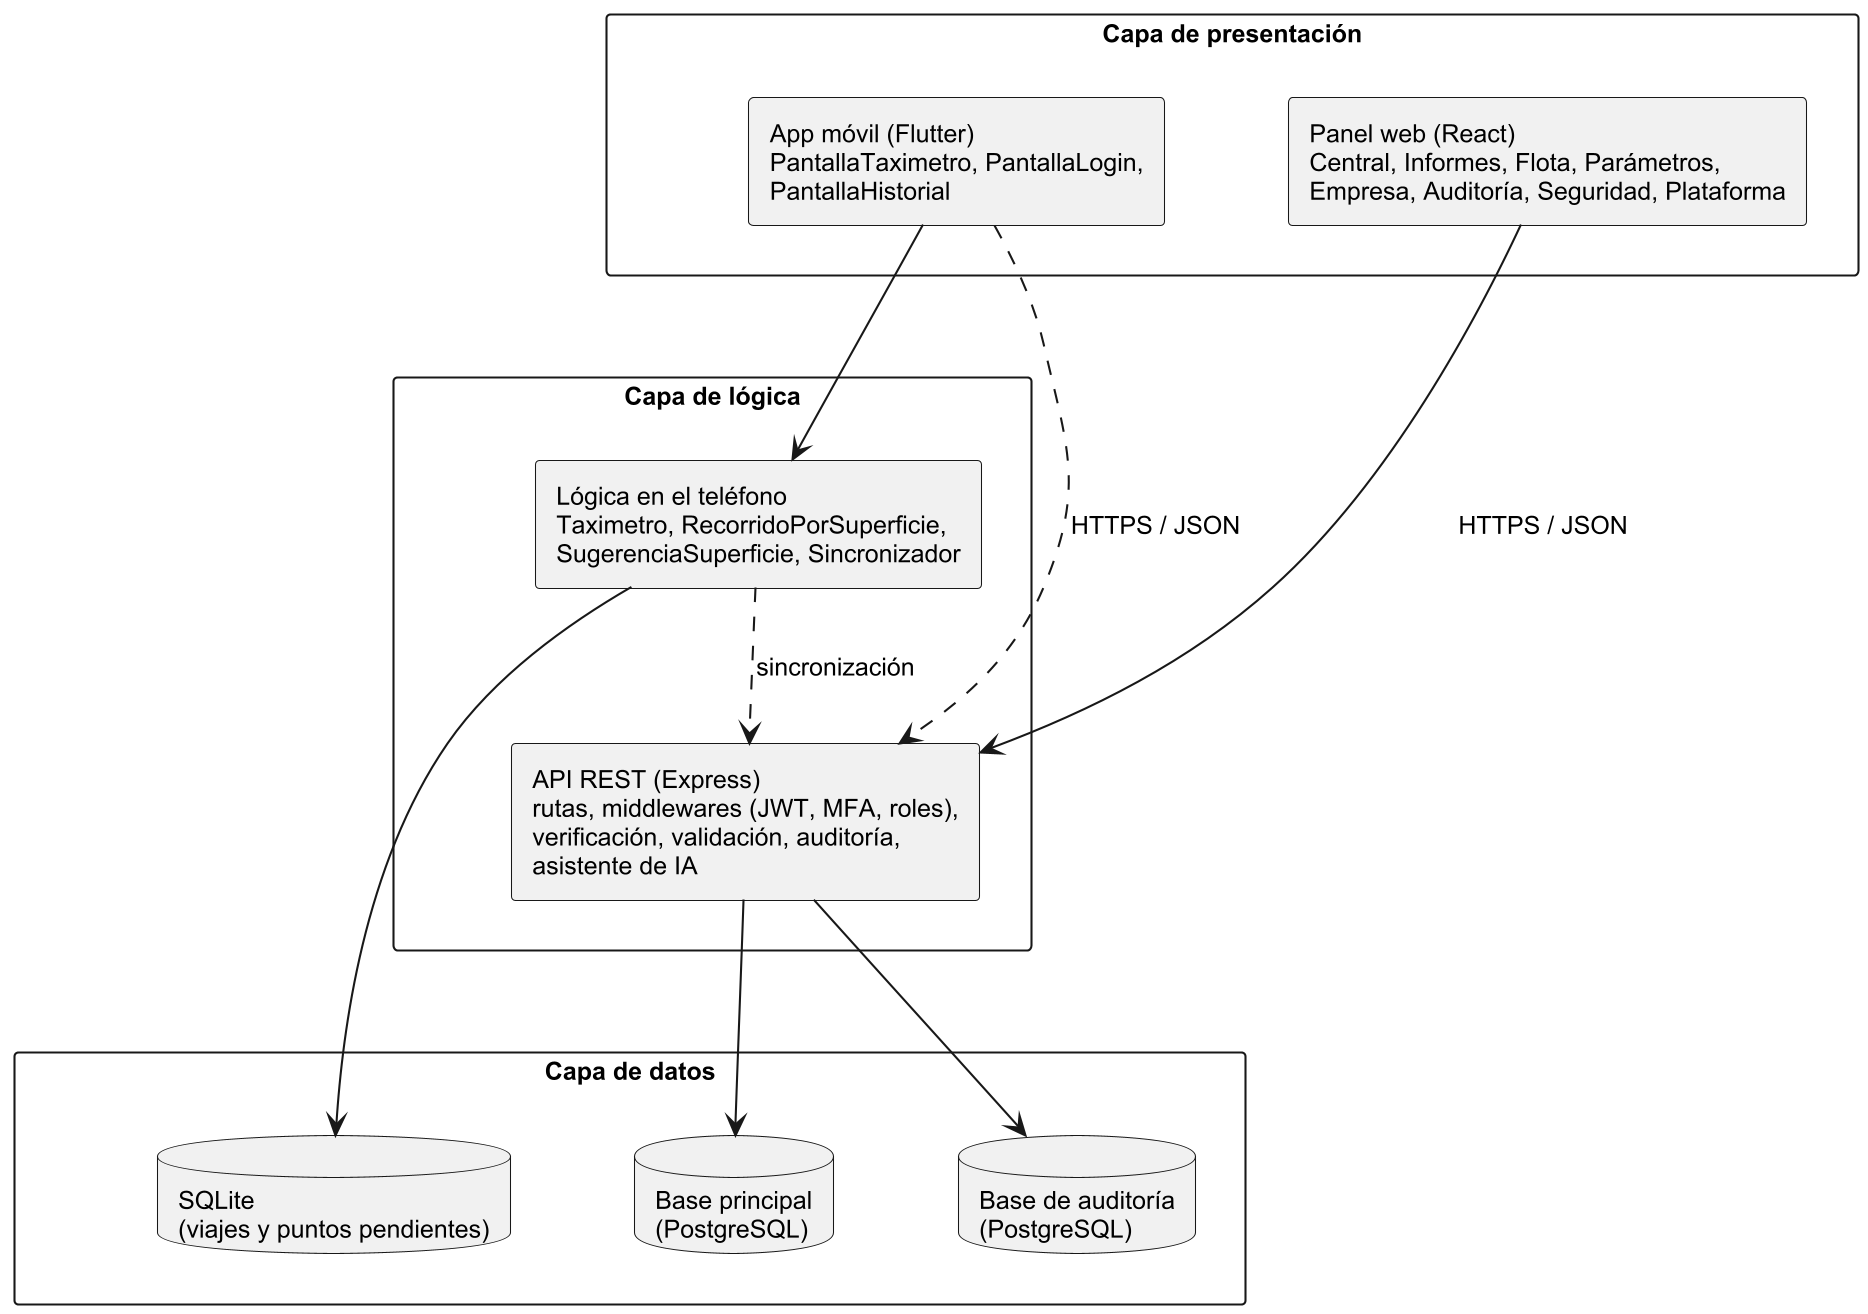 Capa de presentación
App móvil (Flutter)
PantallaTaximetro, PantallaLogin,
PantallaHistorial
Panel web (React)
Central, Informes, Flota, Parámetros,
Empresa, Auditoría, Seguridad, Plataforma
Capa de lógica
Lógica en el teléfono
Taximetro, RecorridoPorSuperficie,
SugerenciaSuperficie, Sincronizador
HTTPS / JSON
HTTPS / JSON
sincronización
API REST (Express)
rutas, middlewares (JWT, MFA, roles),
verificación, validación, auditoría,
asistente de IA
Capa de datos
SQLite
(viajes y puntos pendientes)
Base principal
(PostgreSQL)
Base de auditoría
(PostgreSQL)